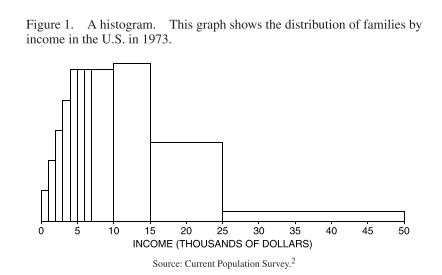 Figure 1. A histogram. This graph shows the distribution of families by
income in the U.S. in 1973.
0 5 10 15 20 25 30 35 40 45 50
INCOME (THOUSANDS OF DOLLARS)
Source: Current Population Survey.2